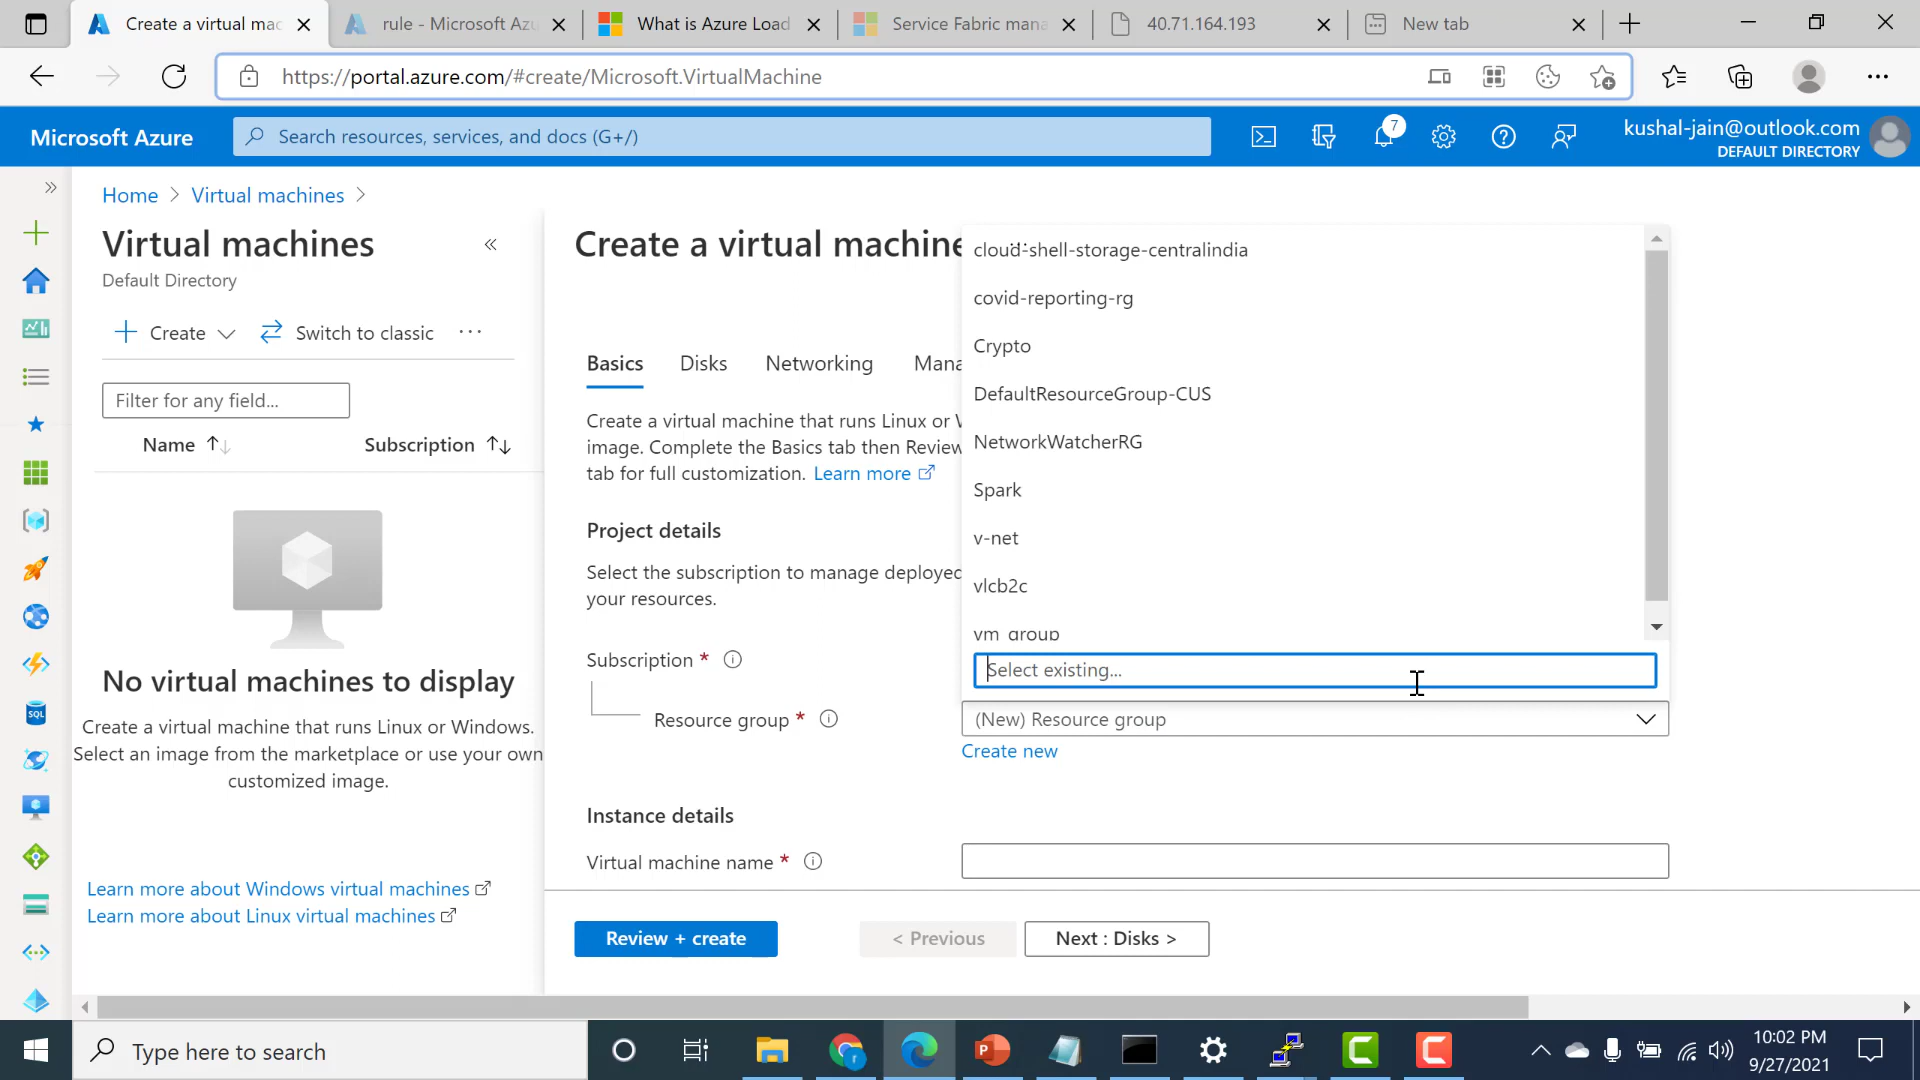 Create a virtual mac
rule - Microsoft Azu
What is Azure Load
Service Fabric mana
40.71.164.193
New tab
https://portal.azure.com/#create/Microsoft.VirtualMachine
Microsoft Azure
Search resources, services, and docs (G+/)
7
kushal-jain@outlook.com
DEFAULT DIRECTORY
Home > Virtual machines >
Virtual machines
Default Directory
Create
Switch to classic
Filter for any field...
Name
Subscription
No virtual machines to display
Create a virtual machine that runs Linux or Windows.
Select an image from the marketplace or use your own
customized image.
Learn more about Windows virtual machines
Learn more about Linux virtual machines
Create a virtual machine
Basics
Disks
Networking
Mana
Create a virtual machine that runs Linux or W
image. Complete the Basics tab then Review
tab for full customization. Learn more
Project details
Select the subscription to manage deployed
your resources.
Subscription *
Resource group *
cloud-shell-storage-centralindia
covid-reporting-rg
Crypto
DefaultResourceGroup-CUS
NetworkWatcherRG
Spark
v-net
vlcb2c
vm_group
Select existing...
(New) Resource group
Create new
Instance details
Virtual machine name *
Review + create
< Previous
Next : Disks >
SQL
Type here to search
10:02 PM
9/27/2021